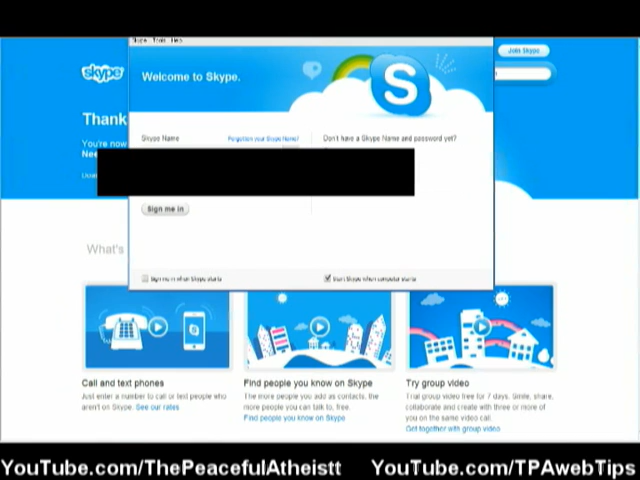 Skype Tools Help
Join Skype
skype
Welcome to Skype.
S
Thank
Skype Name
Forgotten your Skype Name?
Don't have a Skype Name and password yet?
You're now
Nee
Sign me in
What's
Sign me in when Skype starts
Start Skype when computer starts
Call and text phones
Just enter a number to call or text people who
aren't on Skype. See our rates
Find people you know on Skype
The more people you add as contacts, the
more people you can talk to, free.
Find people you know on Skype
Try group video
Trial group video free for 7 days. Smile, share,
collaborate and create with three or more of
you on the same video call.
Get together with group video
YouTube.com/ThePeacefulAtheistt
YouTube.com/TPAwebTips